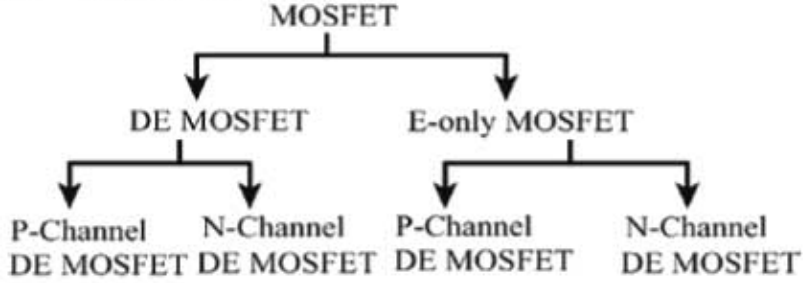 MOSFET
DE MOSFET
E-only MOSFET
P-Channel
DE MOSFET
N-Channel
DE MOSFET
P-Channel
DE MOSFET
N-Channel
DE MOSFET